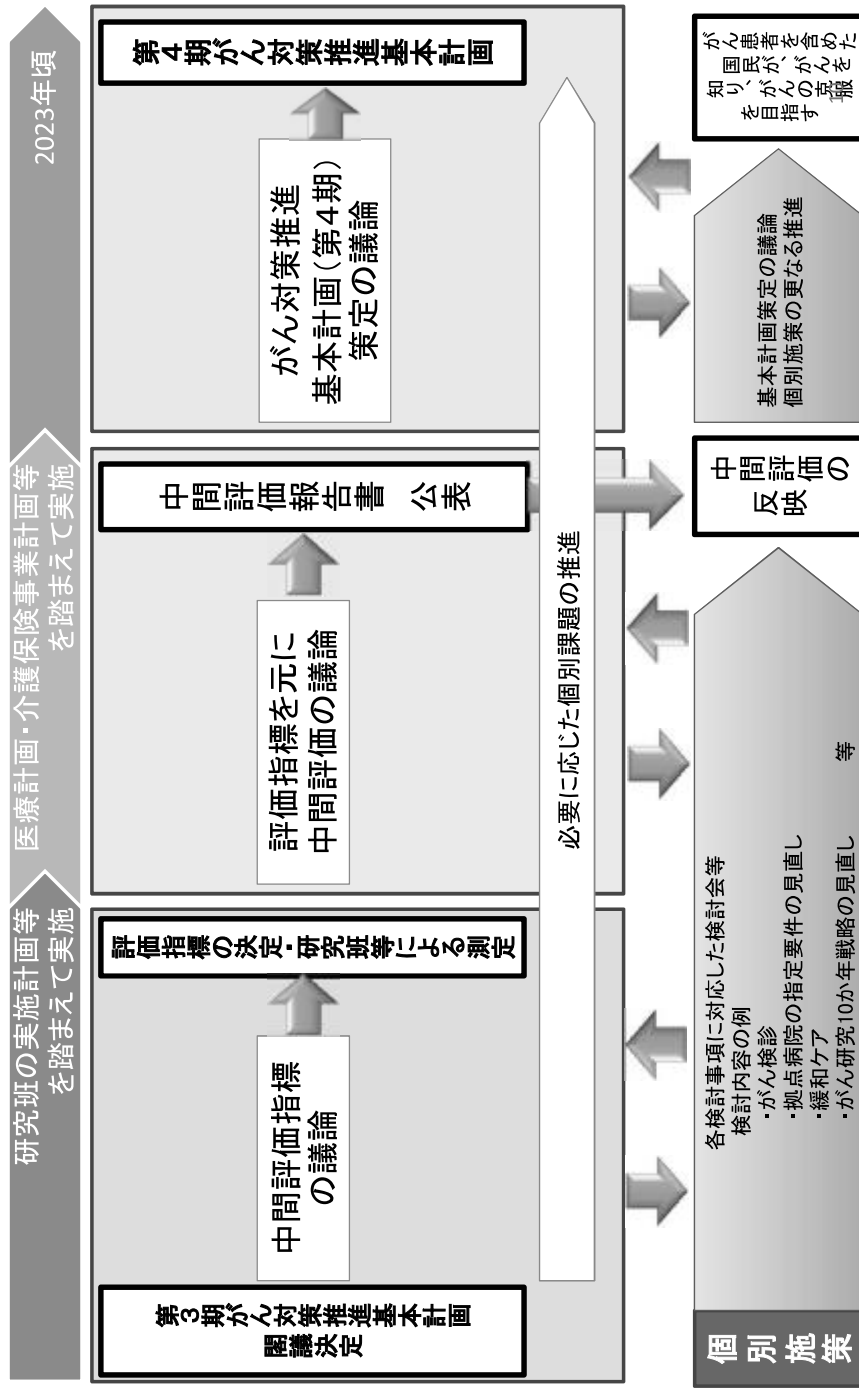 研究班の実施計画等
を踏まえて実施
医療計画・介護保険事業計画等
を踏まえて実施
2023年頃
第3期がん対策推進基本計画
閣議決定
中間評価指標
の議論
評価指標の決定・研究班等による測定
評価指標を元に
中間評価の議論
中間評価報告書 公表
がん対策推進
基本計画(第4期)
策定の議論
第4期がん対策推進基本計画
必要に応じた個別課題の推進
個別施策
各検討事項に対応した検討会等
検討内容の例
・がん検診
・拠点病院の指定要件の見直し
・緩和ケア
・がん研究10か年戦略の見直し 等
中間評価の
反映
基本計画策定の議論
個別施策の更なる推進
がん患者を含めた
国民が、がんを
知り、がんの克服
を目指す